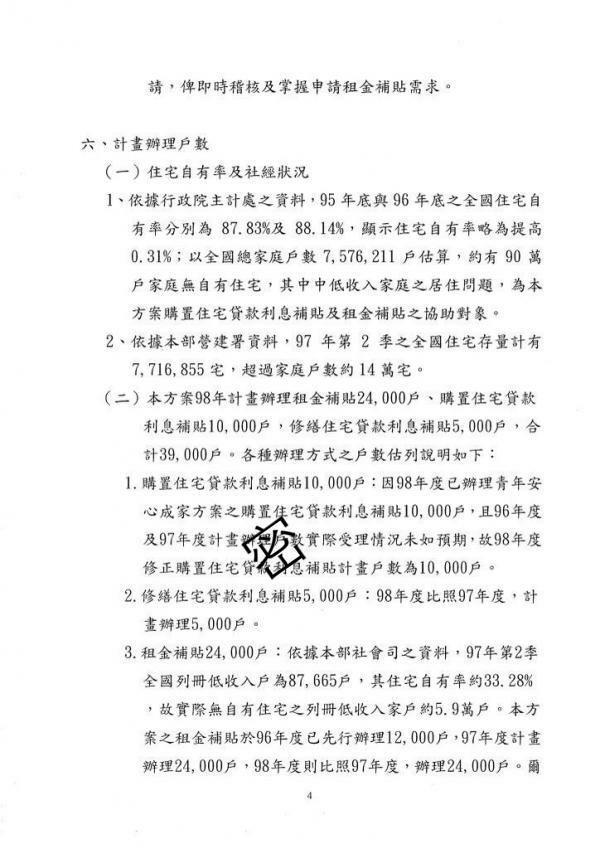 請，俾即時稽核及掌握申請租金補貼需求。
六、計畫辦理戶數
（一）住宅自有率及社經狀況
1、依據行政院主計處之資料，95 年底與 96 年底之全國住宅自
有率分別為 87.83%及 88.14%，顯示住宅自有率略為提高
0.31%；以全國總家庭戶數 7,576,211 戶估算，約有 90 萬
戶家庭無自有住宅，其中中低收入家庭之居住問題，為本
方案購置住宅貸款利息補貼及租金補貼之協助對象。
2、依據本部營建署資料，97 年第 2 季之全國住宅存量計有
7,716,855 宅，超過家庭戶數約 14 萬宅。
（二）本方案98年計畫辦理租金補貼24,000戶、購置住宅貸款
利息補貼10,000戶，修繕住宅貸款利息補貼5,000戶，合
計39,000戶。各種辦理方式之戶數估列說明如下：
1. 購置住宅貸款利息補貼10,000戶：因98年度已辦理青年安
心成家方案之購置住宅貸款利息補貼10,000戶，且96年度
及97年度計畫辦理戶數實際受理情況未如預期，故98年度
修正購置住宅貸款利息補貼計畫戶數為10,000戶。
密
2. 修繕住宅貸款利息補貼5,000戶：98年度比照97年度，計
畫辦理5,000戶。
3. 租金補貼24,000戶：依據本部社會司之資料，97年第2季
全國列冊低收入戶為87,665戶，其住宅自有率約33.28%
，故實際無自有住宅之列冊低收入家戶約5.9萬戶。本方
案之租金補貼於96年度已先行辦理12,000戶，97年度計畫
辦理24,000戶，98年度則比照97年度，辦理24,000戶。爾
4